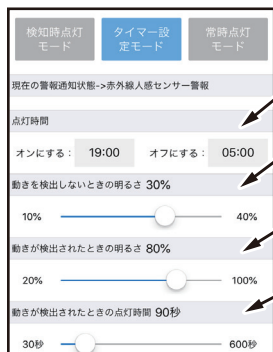 検知時点灯
モード
タイマー設
定モード
常時点灯
モード
現在の警報通知状態->赤外線人感センサー警報
点灯時間
オンにする： 19:00 オフにする： 05:00
動きを検出しないときの明るさ 30%
10% 40%
動きが検出されたときの明るさ 80%
20% 100%
動きが検出されたときの点灯時間 90秒
30秒 600秒